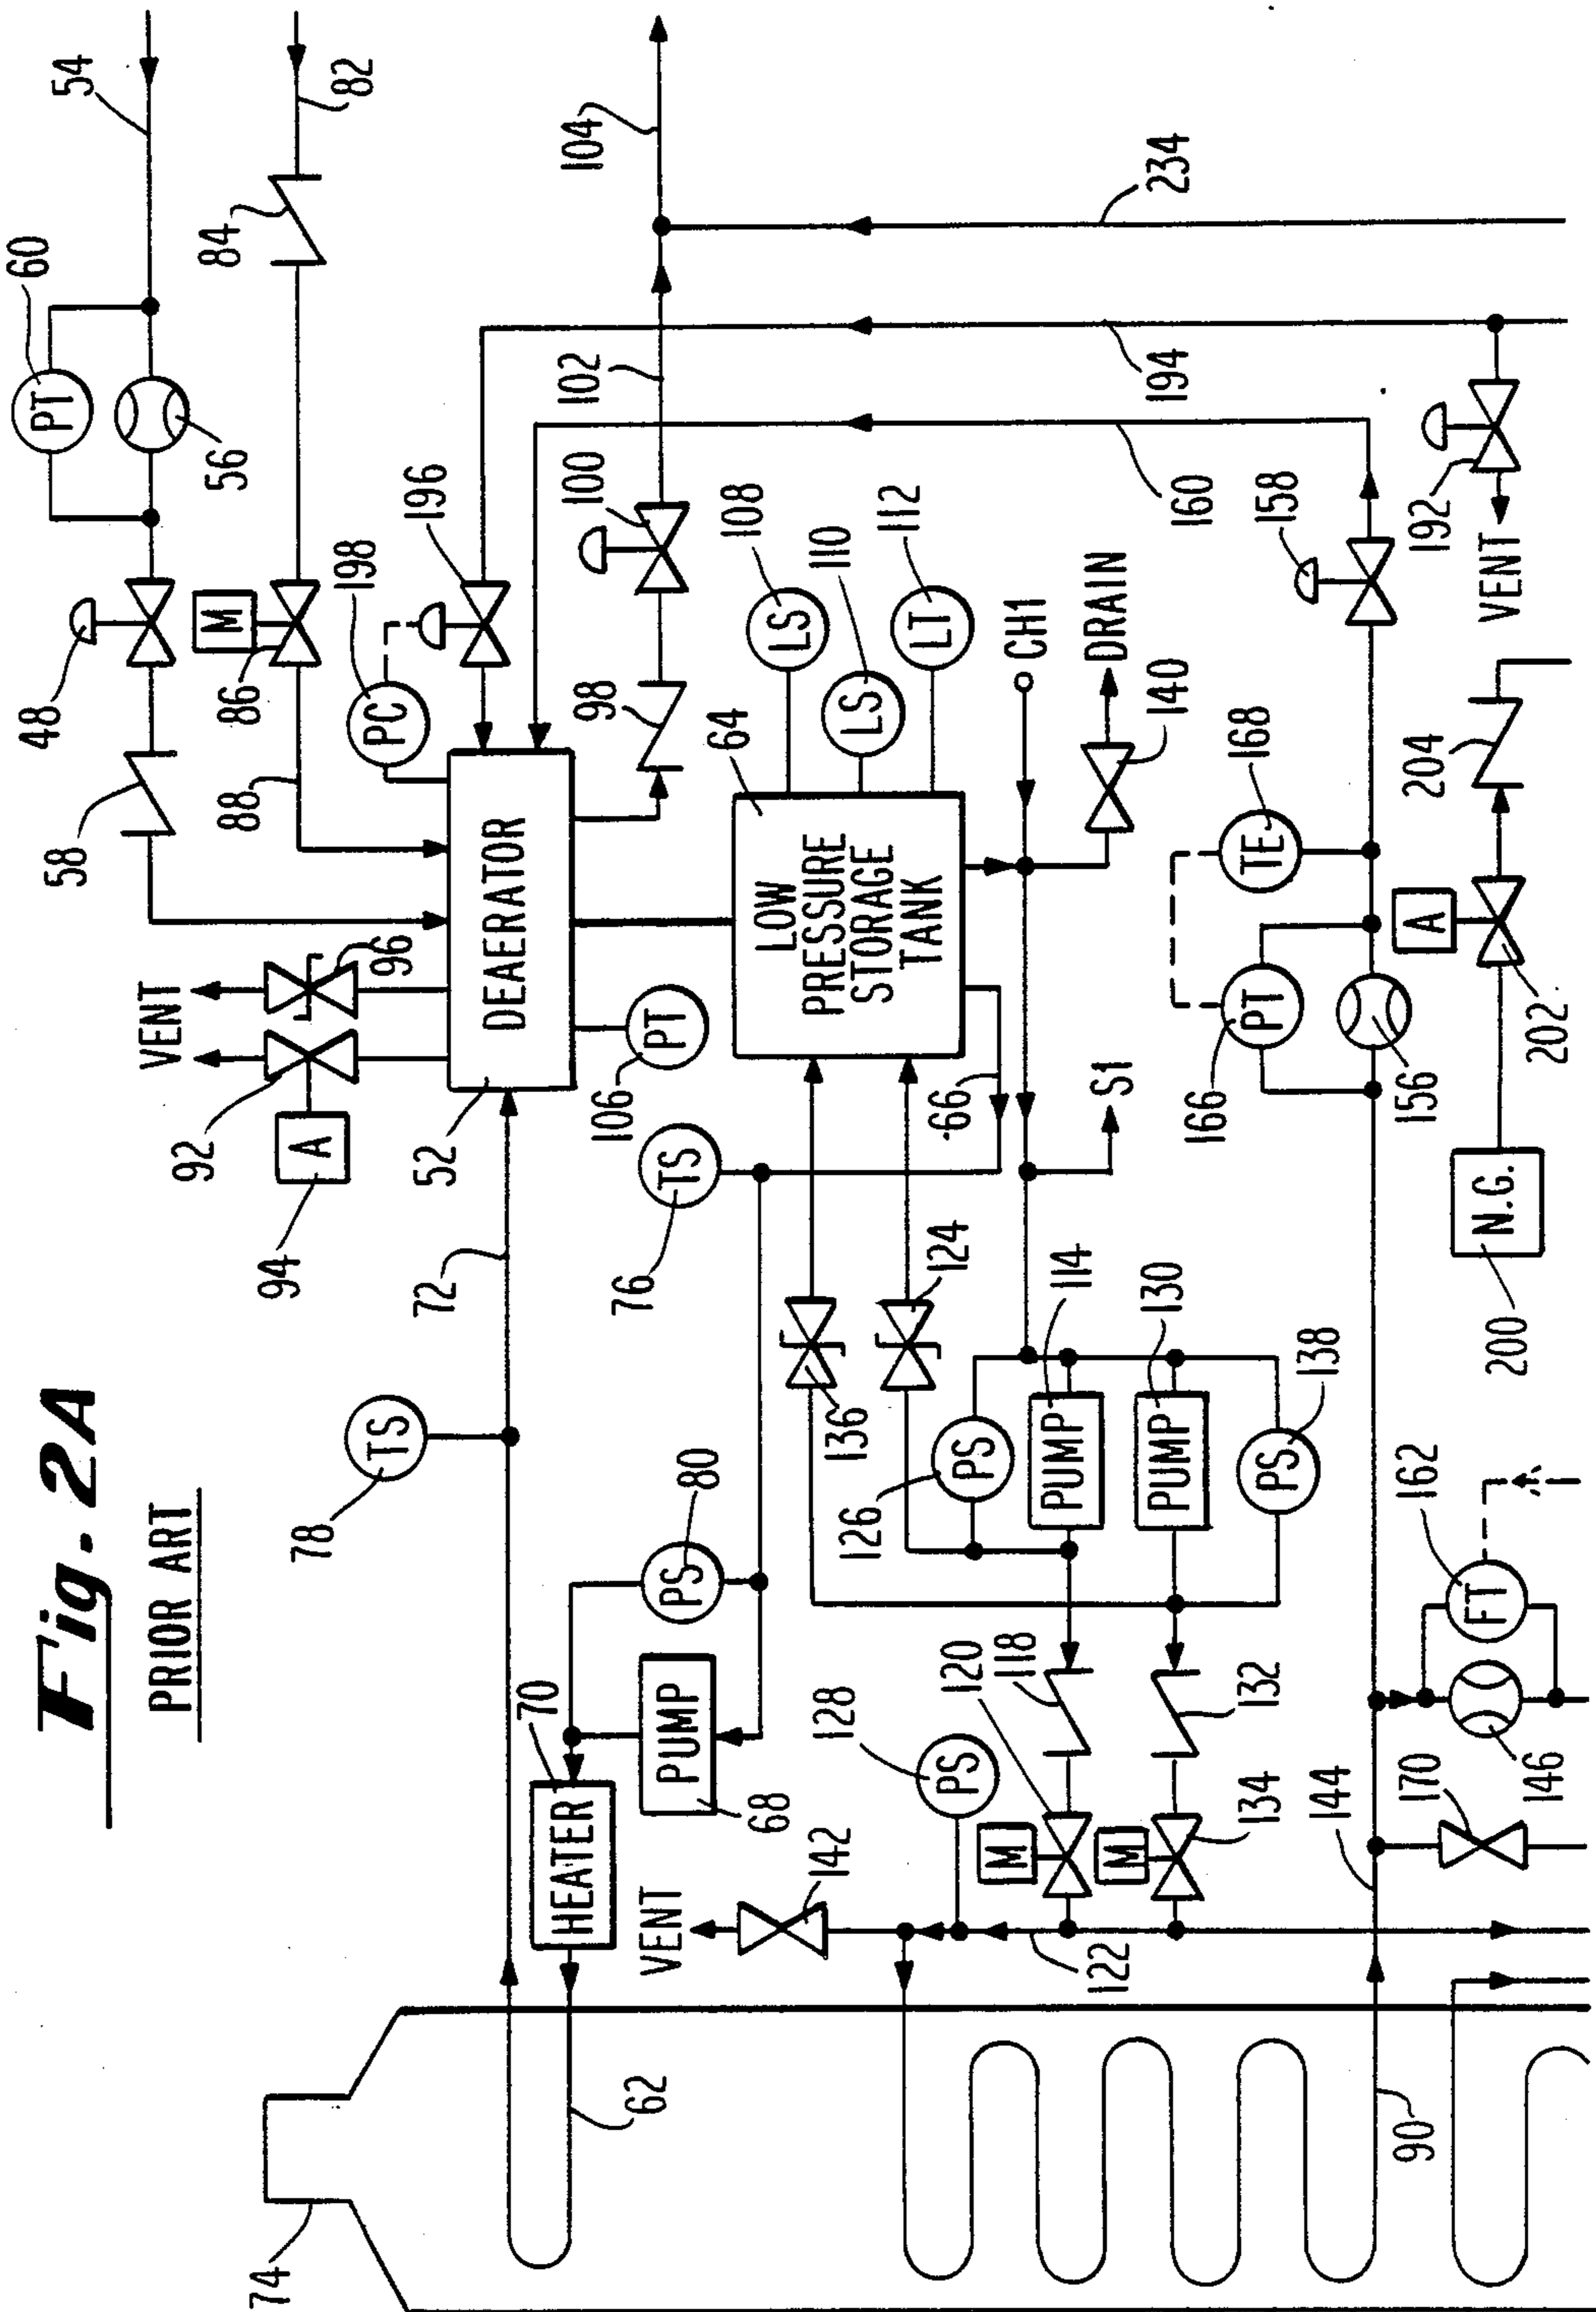 Fig. 2A
PRIOR ART
74
62
78
TS
72
94
A
92
VENT
96
52
DEAERATOR
58
88
48
86
M
60
PT
56
54
84
82
198
PC
196
98
100
102
104
234
194
160
70
HEATER
PUMP
68
PS
80
76
TS
106
PT
64
LOW
PRESSURE
STORAGE
TANK
66
LS
108
LS
110
LT
112
CH1
DRAIN
140
S1
VENT
142
128
PS
120
118
M
M
134
132
122
136
124
126
PS
PUMP
114
PUMP
130
PS
138
90
144
170
146
FT
162
166
PT
156
TE
168
158
200
N.G.
A
202
204
VENT
192